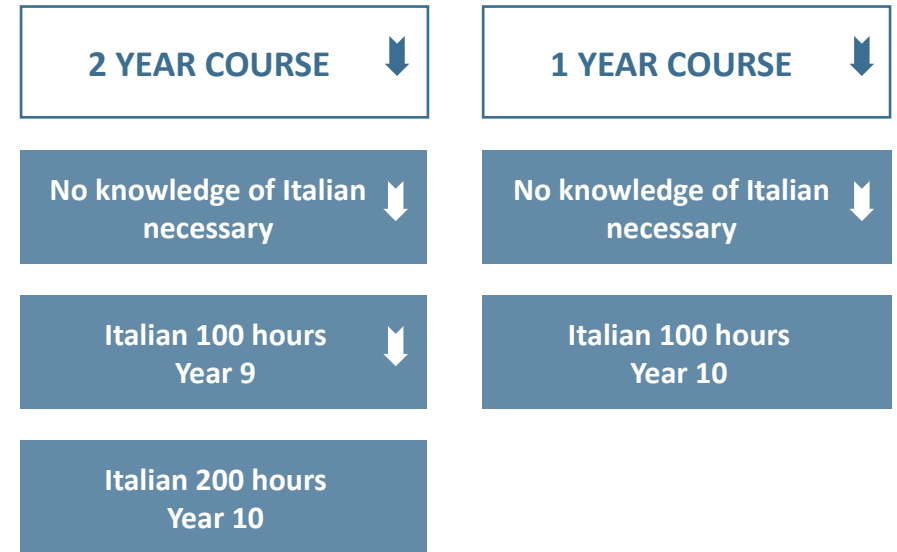 2 YEAR COURSE
No knowledge of Italian
necessary
Italian 100 hours
Year 9
Italian 200 hours
Year 10
1 YEAR COURSE
No knowledge of Italian
necessary
Italian 100 hours
Year 10